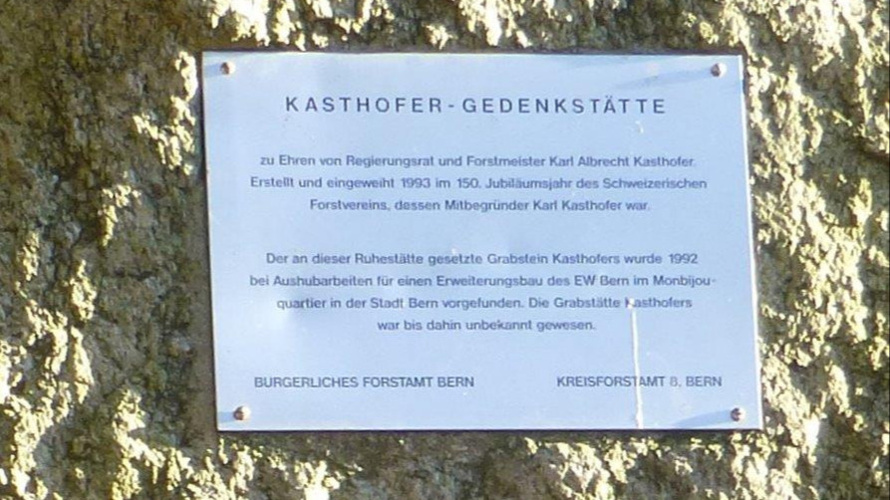 KASTHOFER-GEDENKSTÄTTE
zu Ehren von Regierungsrat und Forstmeister Karl Albrecht Kasthofer.
Erstellt und eingeweiht 1993 im 150. Jubiläumsjahr des Schweizerischen
Forstvereins, dessen Mitbegründer Karl Kasthofer war.
Der an dieser Ruhestätte gesetzte Grabstein Kasthofers wurde 1992
bei Aushubarbeiten für einen Erweiterungsbau des EW Bern im Monbijou-
quartier in der Stadt Bern vorgefunden. Die Grabstätte Kasthofers
war bis dahin unbekannt gewesen.
BURGERLICHES FORSTAMT BERN KREISFORSTAMT 8, BERN